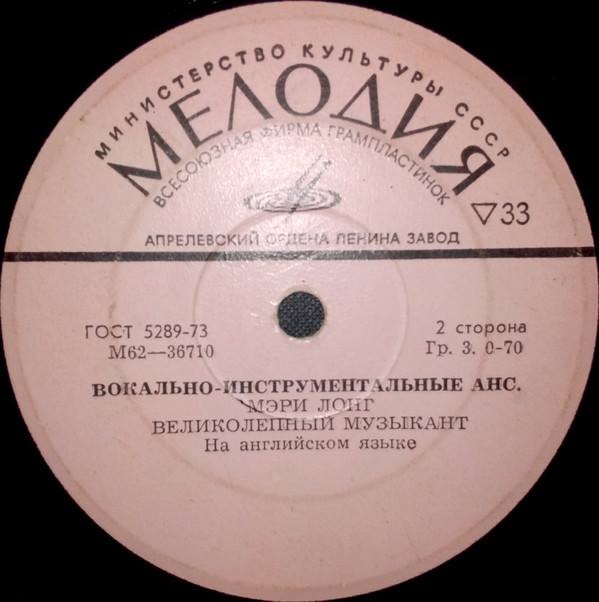 МИНИСТЕРСТВО КУЛЬТУРЫ СССР
МЕЛОДИЯ
ВСЕСОЮЗНАЯ ФИРМА ГРАМПЛАСТИНОК
▽33
АПРЕЛЕВСКИЙ ОРДЕНА ЛЕНИНА ЗАВОД
ГОСТ 5289-73
2 сторона
М62—36710
Гр. 3. 0-70
ВОКАЛЬНО-ИНСТРУМЕНТАЛЬНЫЕ АНС.
МЭРИ ЛОНГ
ВЕЛИКОЛЕПНЫЙ МУЗЫКАНТ
На английском языке